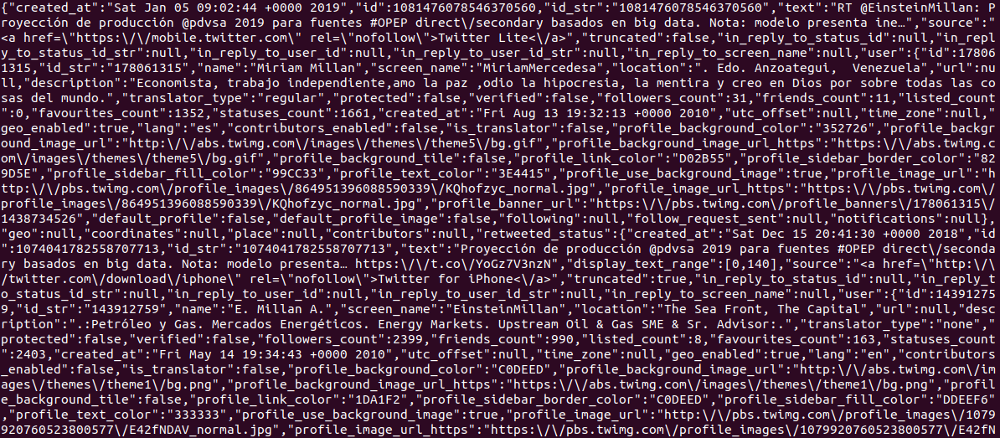 {"created_at":"Sat Jan 05 09:02:44 +0000 2019","id":1081476078546370560,"id_str":"1081476078546370560","text":"RT @EinsteinMillan: P
royección de producción @pdvsa 2019 para fuentes #OPEP direct\/secondary basados en big data. Nota: modelo presenta ine…","source":"
<a href=\"https:\/\/mobile.twitter.com\" rel=\"nofollow\">Twitter Lite<\/a>","truncated":false,"in_reply_to_status_id":null,"in_rep
ly_to_status_id_str":null,"in_reply_to_user_id":null,"in_reply_to_user_id_str":null,"in_reply_to_screen_name":null,"user":{"id":17806
1315,"id_str":"178061315","name":"Miriam Millan","screen_name":"MiriamMercedesa","location":". Edo. Anzoategui,  Venezuela","url":nu
ll,"description":"Economista, trabajo independiente,amo la paz ,odio la hipocresia, la mentira y creo en Dios por sobre todas las co
sas del mundo.","translator_type":"regular","protected":false,"verified":false,"followers_count":31,"friends_count":11,"listed_count
":0,"favourites_count":1352,"statuses_count":1661,"created_at":"Fri Aug 13 19:32:13 +0000 2010","utc_offset":null,"time_zone":null,"
geo_enabled":true,"lang":"es","contributors_enabled":false,"is_translator":false,"profile_background_color":"352726","profile_backgr
ound_image_url":"http:\/\/abs.twimg.com\/images\/themes\/theme5\/bg.gif","profile_background_image_url_https":"https:\/\/abs.twimg.c
om\/images\/themes\/theme5\/bg.gif","profile_background_tile":false,"profile_link_color":"D02B55","profile_sidebar_border_color":"82
9D5E","profile_sidebar_fill_color":"99CC33","profile_text_color":"3E4415","profile_use_background_image":true,"profile_image_url":"h
ttp:\/\/pbs.twimg.com\/profile_images\/864951396088590339\/KQhofzyc_normal.jpg","profile_image_url_https":"https:\/\/pbs.twimg.com\/
profile_images\/864951396088590339\/KQhofzyc_normal.jpg","profile_banner_url":"https:\/\/pbs.twimg.com\/profile_banners\/178061315\/
1438734526","default_profile":false,"default_profile_image":false,"following":null,"follow_request_sent":null,"notifications":null},
"geo":null,"coordinates":null,"place":null,"contributors":null,"retweeted_status":{"created_at":"Sat Dec 15 20:41:30 +0000 2018","id"
:1074041782558707713,"id_str":"1074041782558707713","text":"Proyección de producción @pdvsa 2019 para fuentes #OPEP direct\/seconda
ry basados en big data. Nota: modelo presenta… https:\/\/t.co\/YoGz7V3nzN","display_text_range":[0,140],"source":"<a href=\"http:\/\
/twitter.com\/download\/iphone\" rel=\"nofollow\">Twitter for iPhone<\/a>","truncated":true,"in_reply_to_status_id":null,"in_reply_t
o_status_id_str":null,"in_reply_to_user_id":null,"in_reply_to_user_id_str":null,"in_reply_to_screen_name":null,"user":{"id":14391275
9,"id_str":"143912759","name":"E. Millan A.","screen_name":"EinsteinMillan","location":"The Sea Front, The Capital","url":null,"desc
ription":".:Petróleo y Gas. Mercados Energéticos. Energy Markets. Upstream Oil & Gas SME & Sr. Advisor:.","translator_type":"none","
protected":false,"verified":false,"followers_count":2399,"friends_count":990,"listed_count":8,"favourites_count":163,"statuses_count"
:2403,"created_at":"Fri May 14 19:34:43 +0000 2010","utc_offset":null,"time_zone":null,"geo_enabled":true,"lang":"en","contributors
_enabled":false,"is_translator":false,"profile_background_color":"C0DEED","profile_background_image_url":"http:\/\/abs.twimg.com\/im
ages\/themes\/theme1\/bg.png","profile_background_image_url_https":"https:\/\/abs.twimg.com\/images\/themes\/theme1\/bg.png","profile
_background_tile":false,"profile_link_color":"1DA1F2","profile_sidebar_border_color":"C0DEED","profile_sidebar_fill_color":"DDEEF6"
,"profile_text_color":"333333","profile_use_background_image":true,"profile_image_url":"http:\/\/pbs.twimg.com\/profile_images\/1079
920760523800577\/E42fNDAV_normal.jpg","profile_image_url_https":"https:\/\/pbs.twimg.com\/profile_images\/1079920760523800577\/E42fN